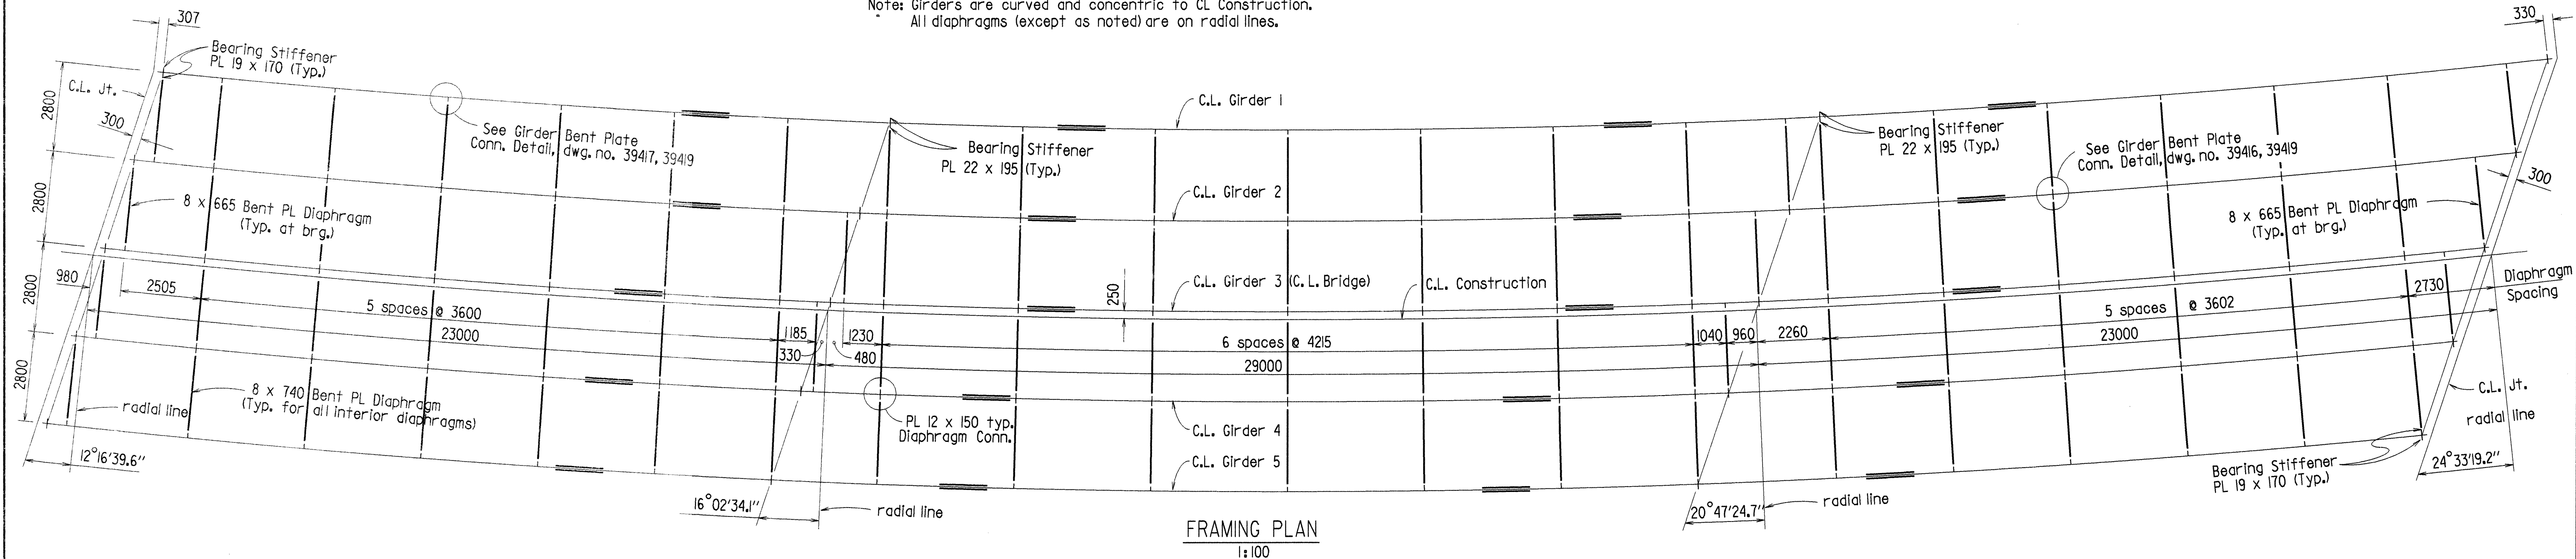 Note: Girders are curved and concentric to CL Construction.
All diaphragms (except as noted) are on radial lines.
307
330
Bearing Stiffener
PL 19 x 170 (Typ.)
C.L. Jt.
2800
300
See Girder Bent Plate
Conn. Detail, dwg. no. 39417, 39419
C.L. Girder 1
Bearing Stiffener
PL 22 x 195 (Typ.)
Bearing Stiffener
PL 22 x 195 (Typ.)
See Girder Bent Plate
Conn. Detail, dwg. no. 39416, 39419
300
2800
8 x 665 Bent PL Diaphragm
(Typ. at brg.)
C.L. Girder 2
8 x 665 Bent PL Diaphragm
(Typ. at brg.)
2800
980
2505
5 spaces @ 3600
23000
1185
330
1230
480
250
C.L. Girder 3 (C.L. Bridge)
C.L. Construction
6 spaces @ 4215
29000
1040
960
2260
5 spaces @ 3602
23000
2730
Diaphragm
Spacing
2800
radial line
8 x 740 Bent PL Diaphragm
(Typ. for all interior diaphragms)
PL 12 x 150 typ.
Diaphragm Conn.
C.L. Girder 4
C.L. Girder 5
C.L. Jt.
radial line
12°16'39.6"
16°02'34.1"
radial line
20°47'24.7"
radial line
Bearing Stiffener
PL 19 x 170 (Typ.)
24°33'19.2"
FRAMING PLAN
1:100